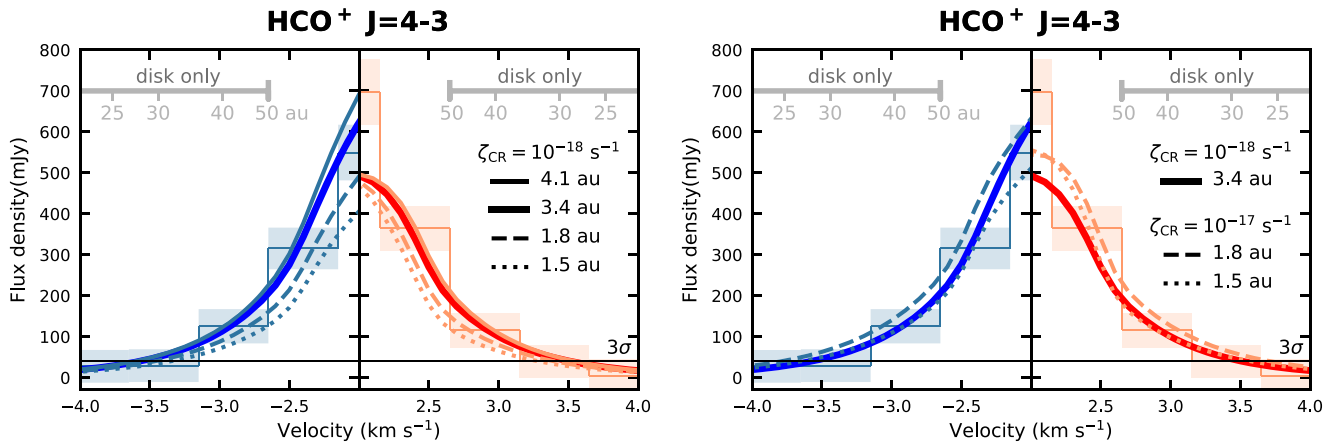 HCO⁺ J=4-3
800
700
600
500
400
300
200
100
0
Flux density(mJy)
disk only
25 30 40 50 au
disk only
50 40 30 25
ζCR = 10⁻¹⁸ s⁻¹
4.1 au
3.4 au
1.8 au
1.5 au
3σ
−4.0 −3.5 −3.0 −2.5 2.5 3.0 3.5 4.0
Velocity (km s⁻¹)
HCO⁺ J=4-3
800
700
600
500
400
300
200
100
0
Flux density(mJy)
disk only
25 30 40 50 au
disk only
50 40 30 25
ζCR = 10⁻¹⁸ s⁻¹
3.4 au
ζCR = 10⁻¹⁷ s⁻¹
1.8 au
1.5 au
3σ
−4.0 −3.5 −3.0 −2.5 2.5 3.0 3.5 4.0
Velocity (km s⁻¹)